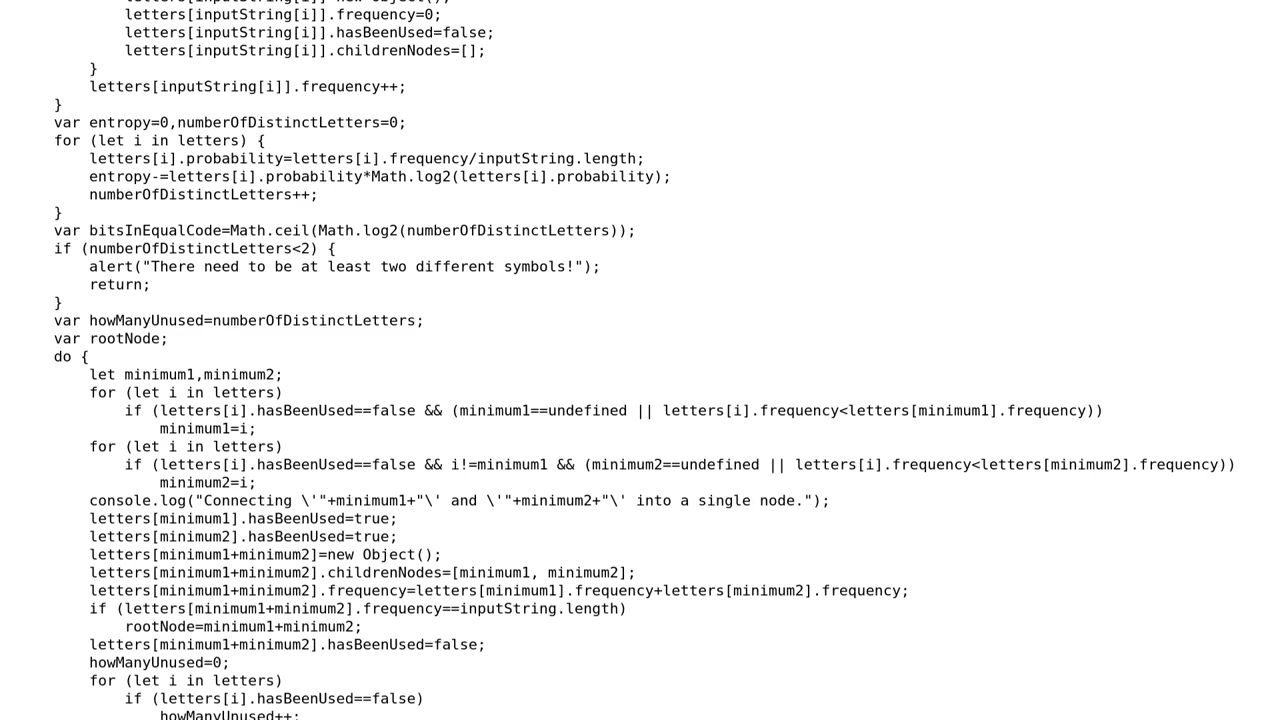 letters[inputString[i]]=new Object();
letters[inputString[i]].frequency=0;
letters[inputString[i]].hasBeenUsed=false;
letters[inputString[i]].childrenNodes=[];
}
letters[inputString[i]].frequency++;
}
var entropy=0,numberOfDistinctLetters=0;
for (let i in letters) {
letters[i].probability=letters[i].frequency/inputString.length;
entropy-=letters[i].probability*Math.log2(letters[i].probability);
numberOfDistinctLetters++;
}
var bitsInEqualCode=Math.ceil(Math.log2(numberOfDistinctLetters));
if (numberOfDistinctLetters<2) {
alert("There need to be at least two different symbols!");
return;
}
var howManyUnused=numberOfDistinctLetters;
var rootNode;
do {
let minimum1,minimum2;
for (let i in letters)
if (letters[i].hasBeenUsed==false && (minimum1==undefined || letters[i].frequency<letters[minimum1].frequency))
minimum1=i;
for (let i in letters)
if (letters[i].hasBeenUsed==false && i!=minimum1 && (minimum2==undefined || letters[i].frequency<letters[minimum2].frequency))
minimum2=i;
console.log("Connecting \'"+minimum1+"\' and \'"+minimum2+"\' into a single node.");
letters[minimum1].hasBeenUsed=true;
letters[minimum2].hasBeenUsed=true;
letters[minimum1+minimum2]=new Object();
letters[minimum1+minimum2].childrenNodes=[minimum1, minimum2];
letters[minimum1+minimum2].frequency=letters[minimum1].frequency+letters[minimum2].frequency;
if (letters[minimum1+minimum2].frequency==inputString.length)
rootNode=minimum1+minimum2;
letters[minimum1+minimum2].hasBeenUsed=false;
howManyUnused=0;
for (let i in letters)
if (letters[i].hasBeenUsed==false)
howManyUnused++;